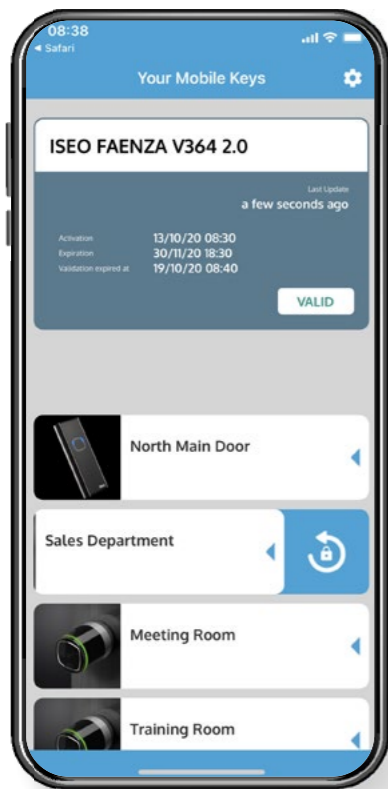 08:38
Safari
Your Mobile Keys
ISEO FAENZA V364 2.0
Last Update
a few seconds ago
Activation 13/10/20 08:30
Expiration 30/11/20 18:30
Validation expired at 19/10/20 08:40
VALID
North Main Door
Sales Department
Meeting Room
Training Room